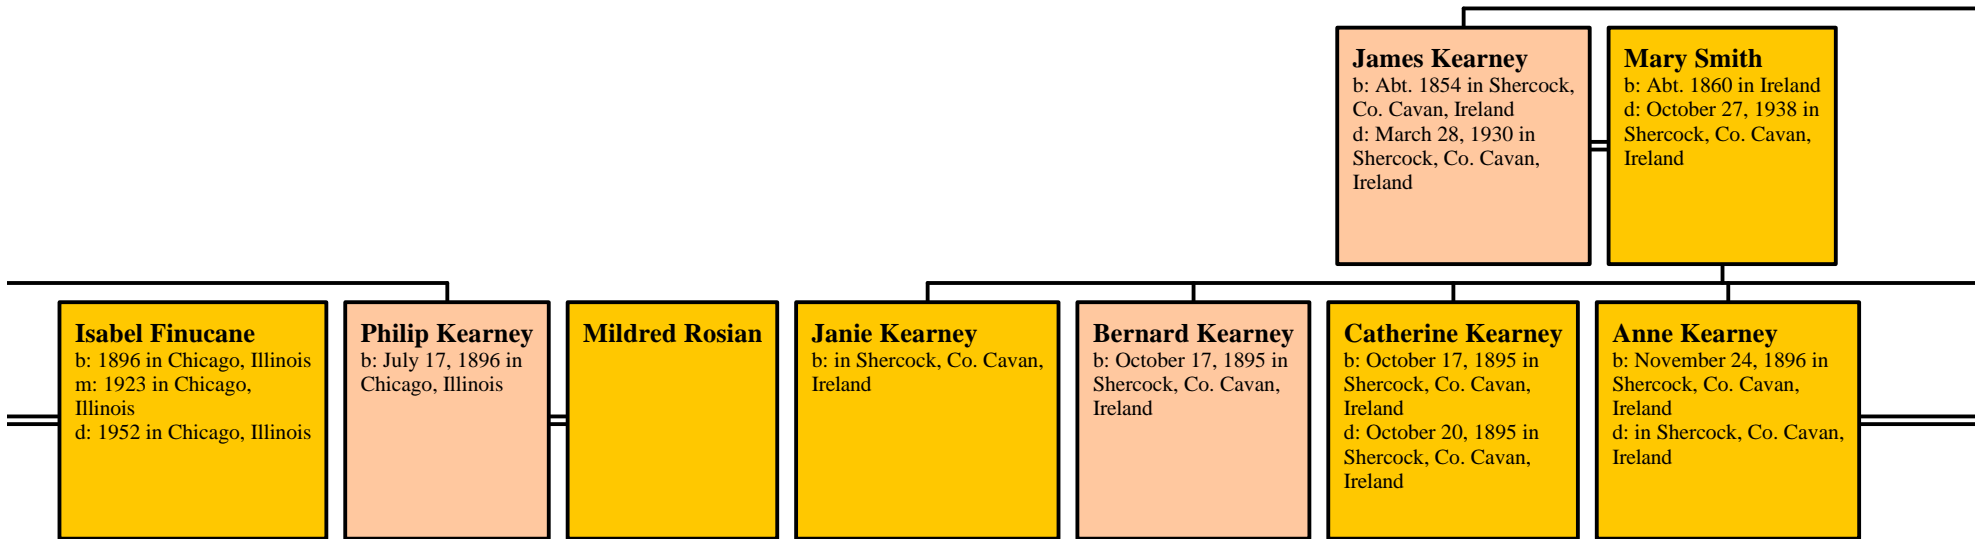 James Kearney
b: Abt. 1854 in Shercock,
Co. Cavan, Ireland
d: March 28, 1930 in
Shercock, Co. Cavan,
Ireland
Mary Smith
b: Abt. 1860 in Ireland
d: October 27, 1938 in
Shercock, Co. Cavan,
Ireland
Isabel Finucane
b: 1896 in Chicago, Illinois
m: 1923 in Chicago,
Illinois
d: 1952 in Chicago, Illinois
Philip Kearney
b: July 17, 1896 in
Chicago, Illinois
Mildred Rosian
Janie Kearney
b: in Shercock, Co. Cavan,
Ireland
Bernard Kearney
b: October 17, 1895 in
Shercock, Co. Cavan,
Ireland
Catherine Kearney
b: October 17, 1895 in
Shercock, Co. Cavan,
Ireland
d: October 20, 1895 in
Shercock, Co. Cavan,
Ireland
Anne Kearney
b: November 24, 1896 in
Shercock, Co. Cavan,
Ireland
d: in Shercock, Co. Cavan,
Ireland